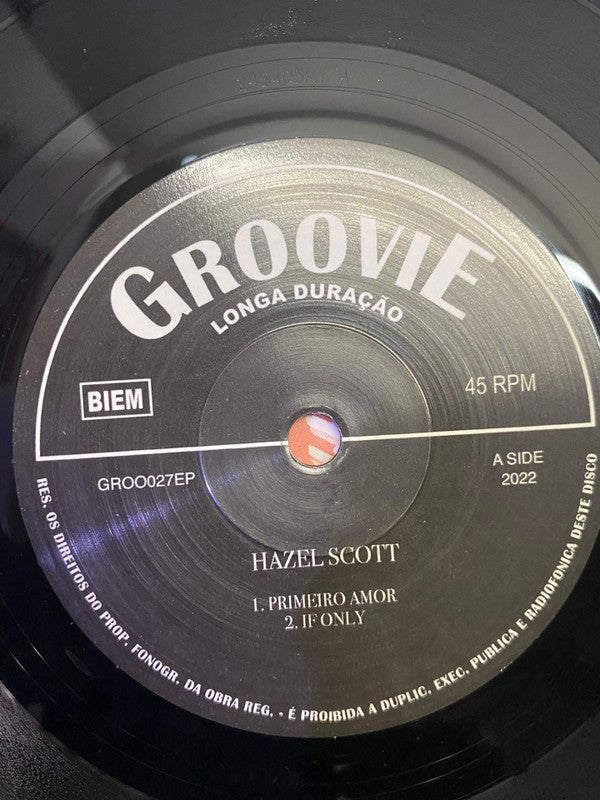 GROOVIE
LONGA DURAÇÃO
BIEM
45 RPM
GROO027EP
A SIDE
2022
HAZEL SCOTT
1. PRIMEIRO AMOR
2. IF ONLY
RES. OS DIREITOS DO PROP. FONOGR. DA OBRA REG. - É PROIBIDA A DUPLIC. EXEC. PUBLICA E RADIOFONICA DESTE DISCO